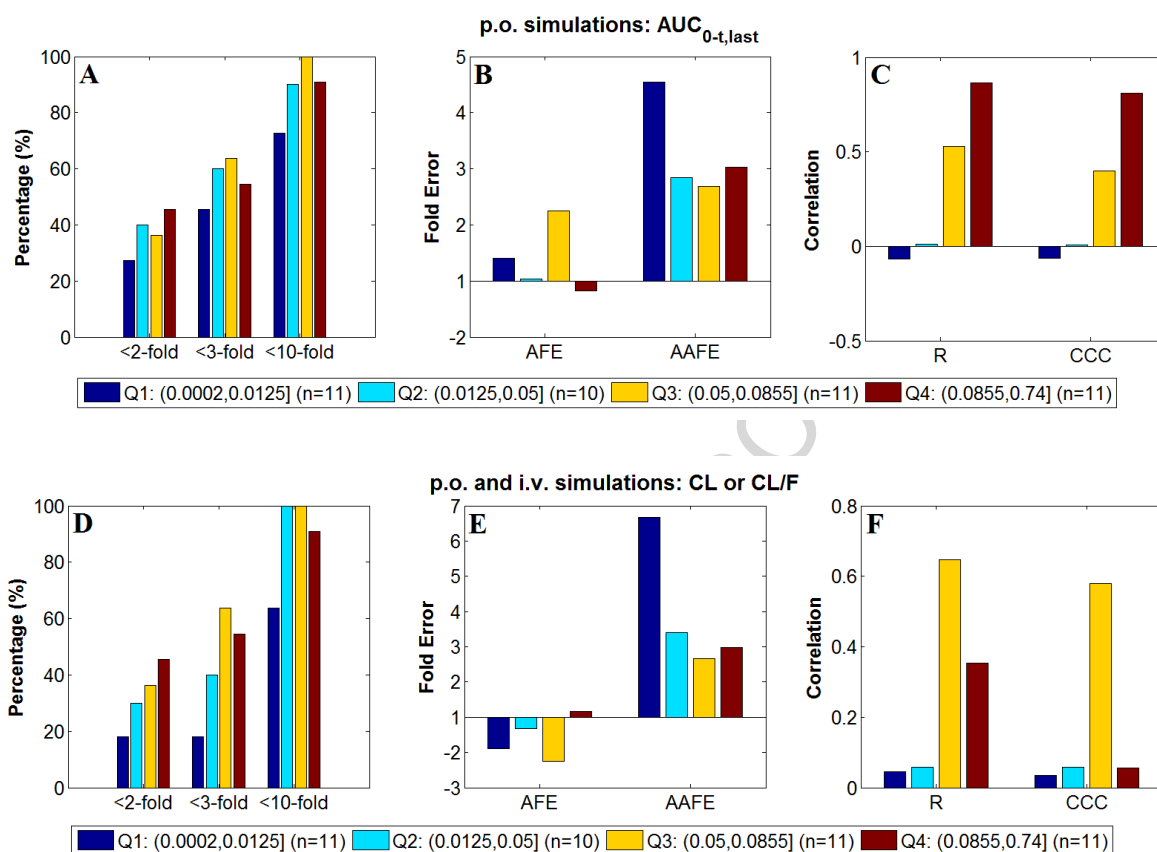 p.o. simulations: AUC0-t,last
A
B
C
Percentage (%)
100
80
60
40
20
0
<2-fold <3-fold <10-fold
Fold Error
5
4
3
2
1
-2
AFE AAFE
Correlation
1
0.5
0
-0.5
R CCC
Q1: (0.0002,0.0125] (n=11) Q2: (0.0125,0.05] (n=10) Q3: (0.05,0.0855] (n=11) Q4: (0.0855,0.74] (n=11)
p.o. and i.v. simulations: CL or CL/F
D
E
F
Percentage (%)
100
80
60
40
20
0
<2-fold <3-fold <10-fold
Fold Error
7
6
5
4
3
2
1
-2
-3
AFE AAFE
Correlation
0.8
0.6
0.4
0.2
0
R CCC
Q1: (0.0002,0.0125] (n=11) Q2: (0.0125,0.05] (n=10) Q3: (0.05,0.0855] (n=11) Q4: (0.0855,0.74] (n=11)